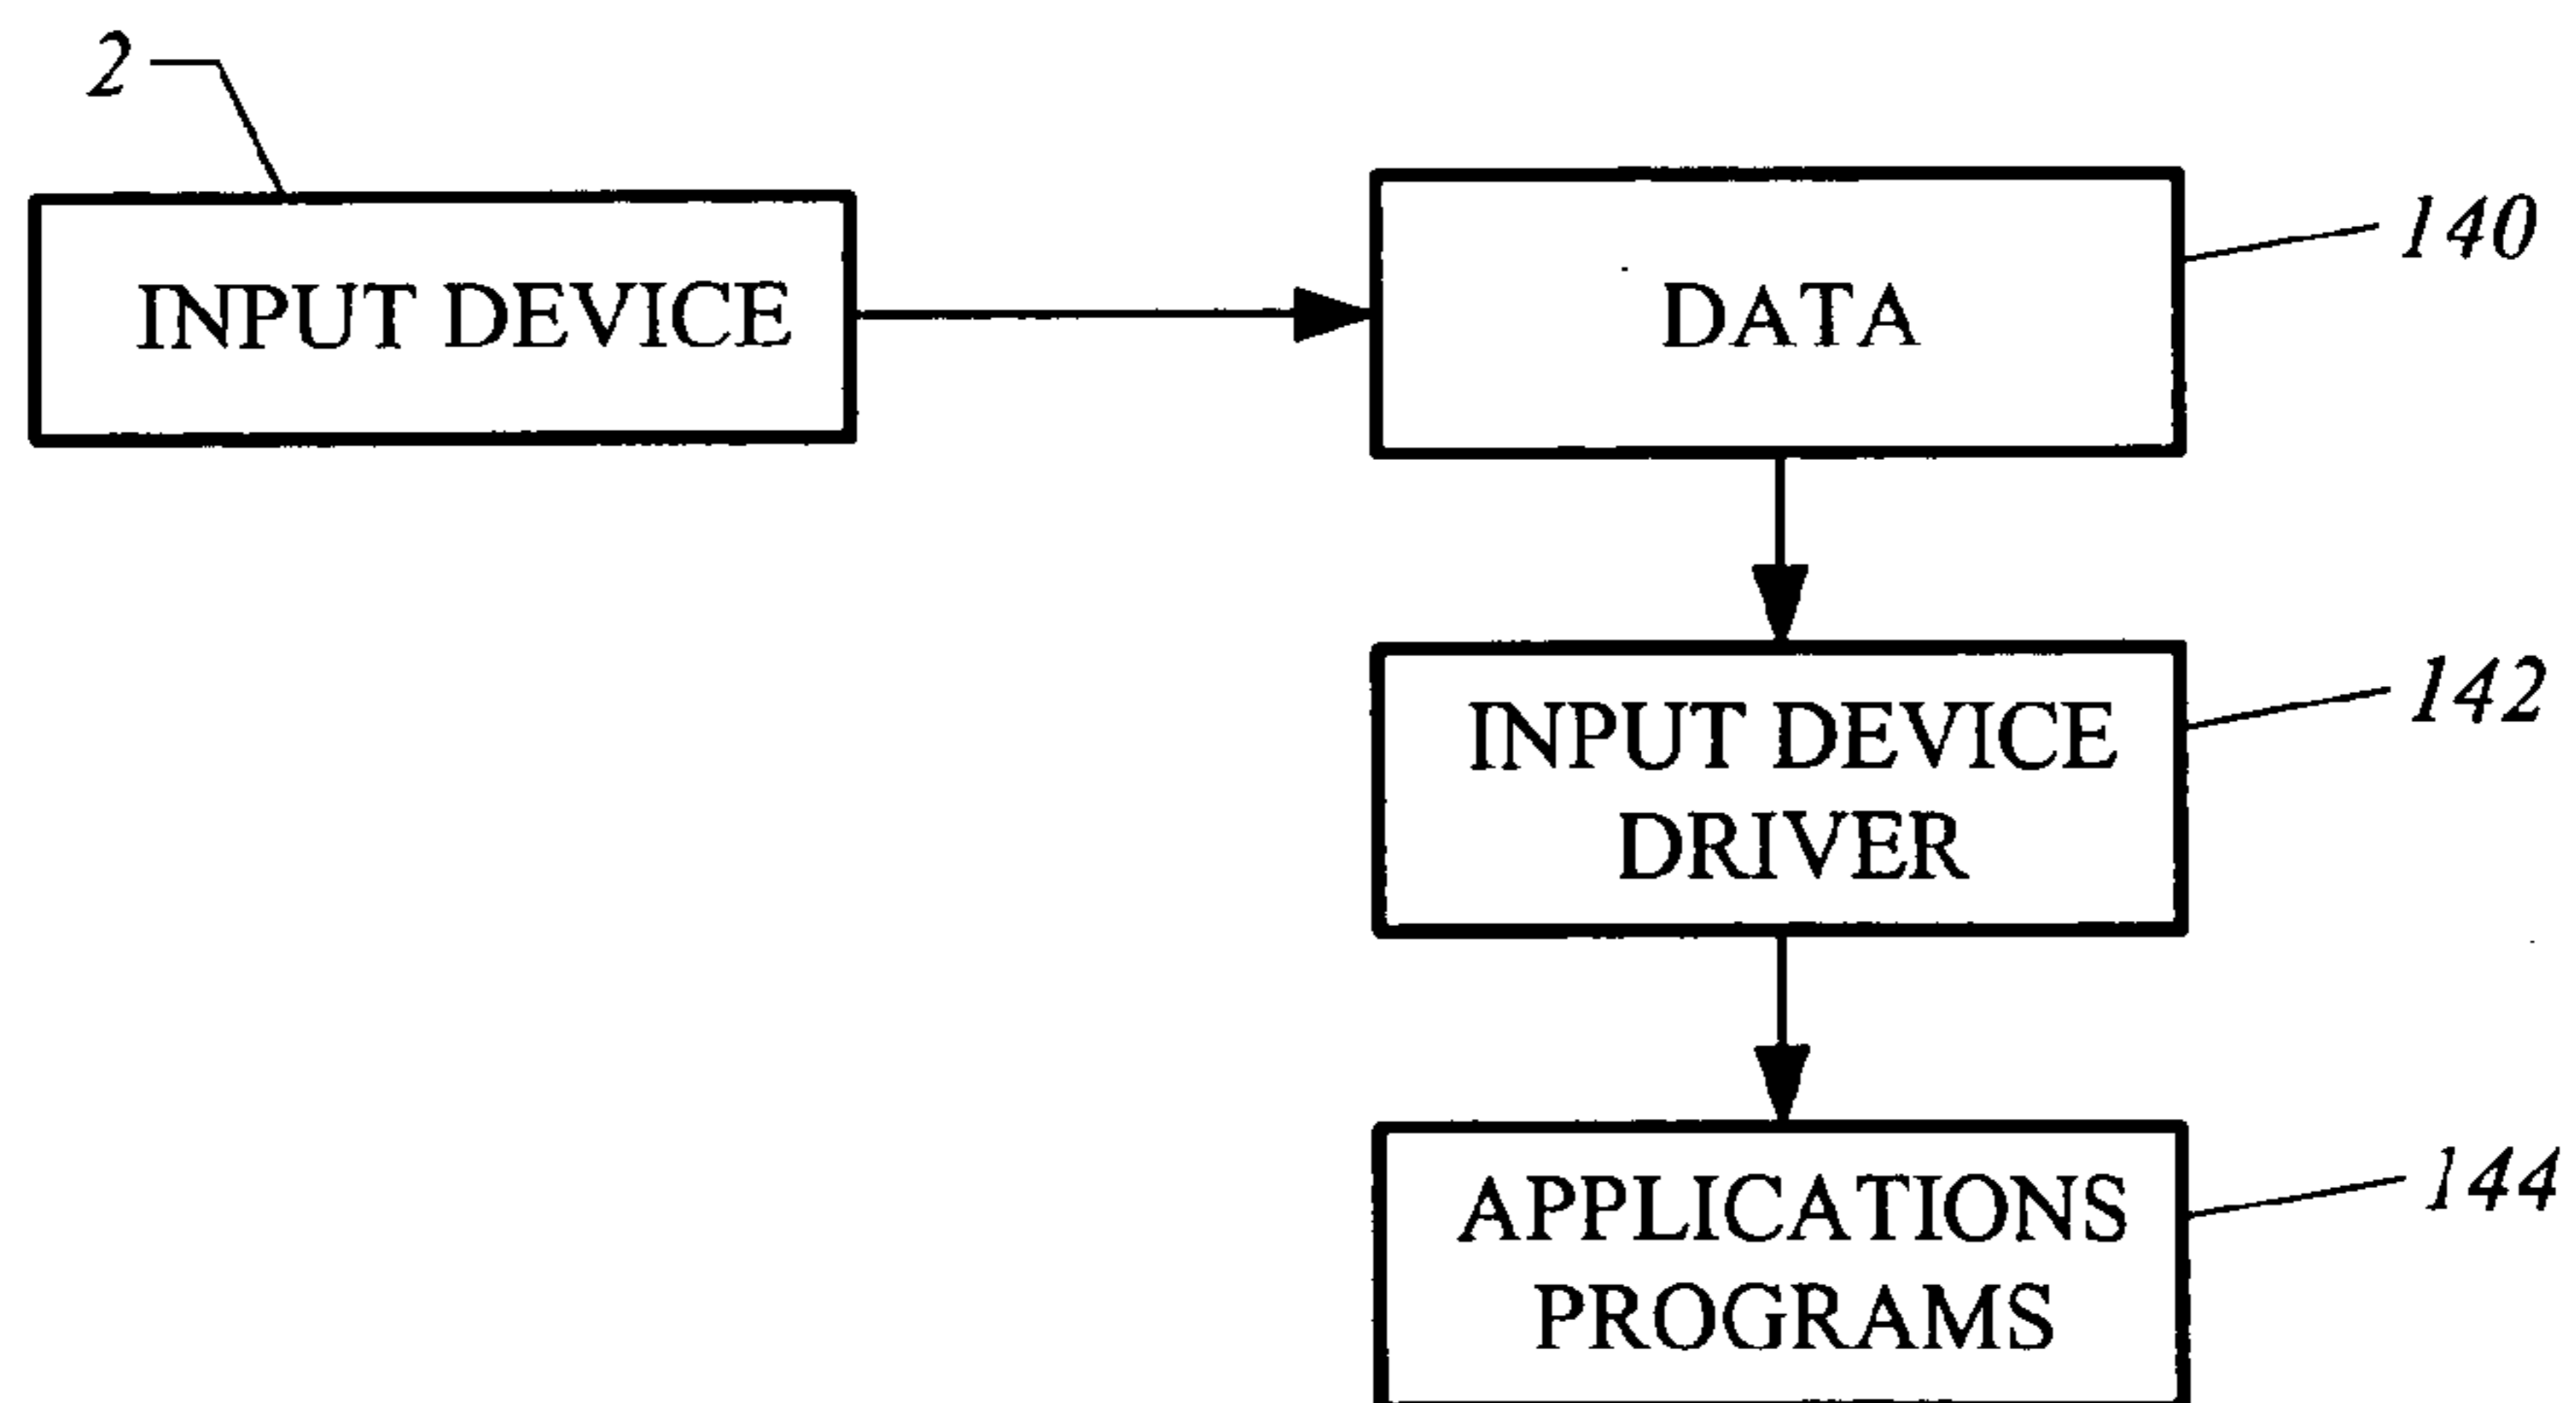 2
INPUT DEVICE
DATA
140
INPUT DEVICE
DRIVER
142
APPLICATIONS
PROGRAMS
144